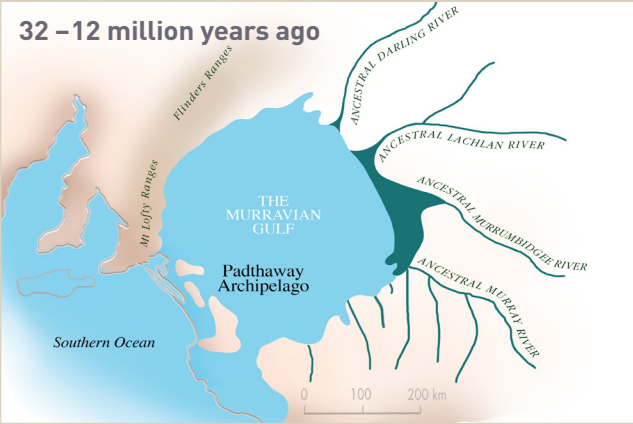 32 –12 million years ago
ANCESTRAL DARLING RIVER
Flinders Ranges
ANCESTRAL LACHLAN RIVER
Mt Lofty Ranges
ANCESTRAL MURRUMBIDGEE RIVER
THE
MURRAVIAN
GULF
Padthaway
Archipelago
ANCESTRAL MURRAY RIVER
Southern Ocean
0 100 200 km